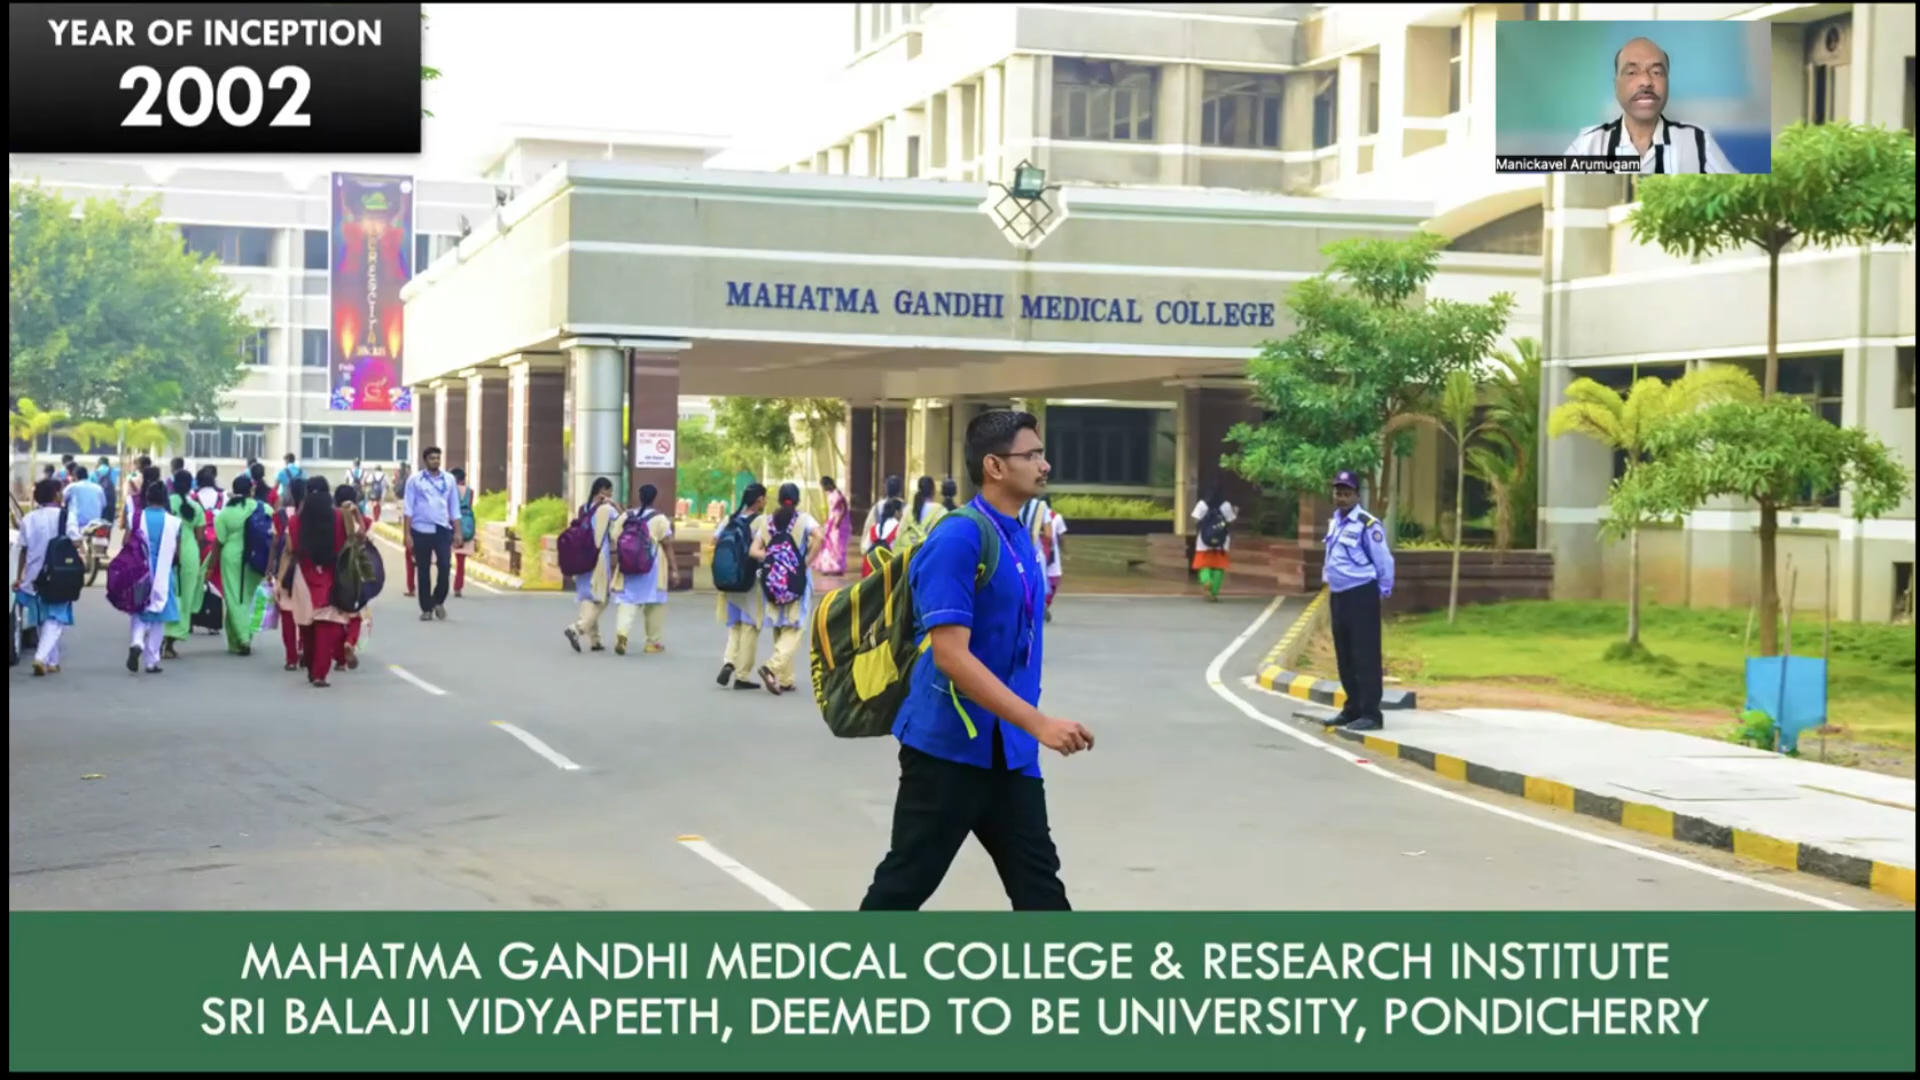 YEAR OF INCEPTION
2002
Manickavel Arumugam
MAHATMA GANDHI MEDICAL COLLEGE
MAHATMA GANDHI MEDICAL COLLEGE & RESEARCH INSTITUTE
SRI BALAJI VIDYAPEETH, DEEMED TO BE UNIVERSITY, PONDICHERRY